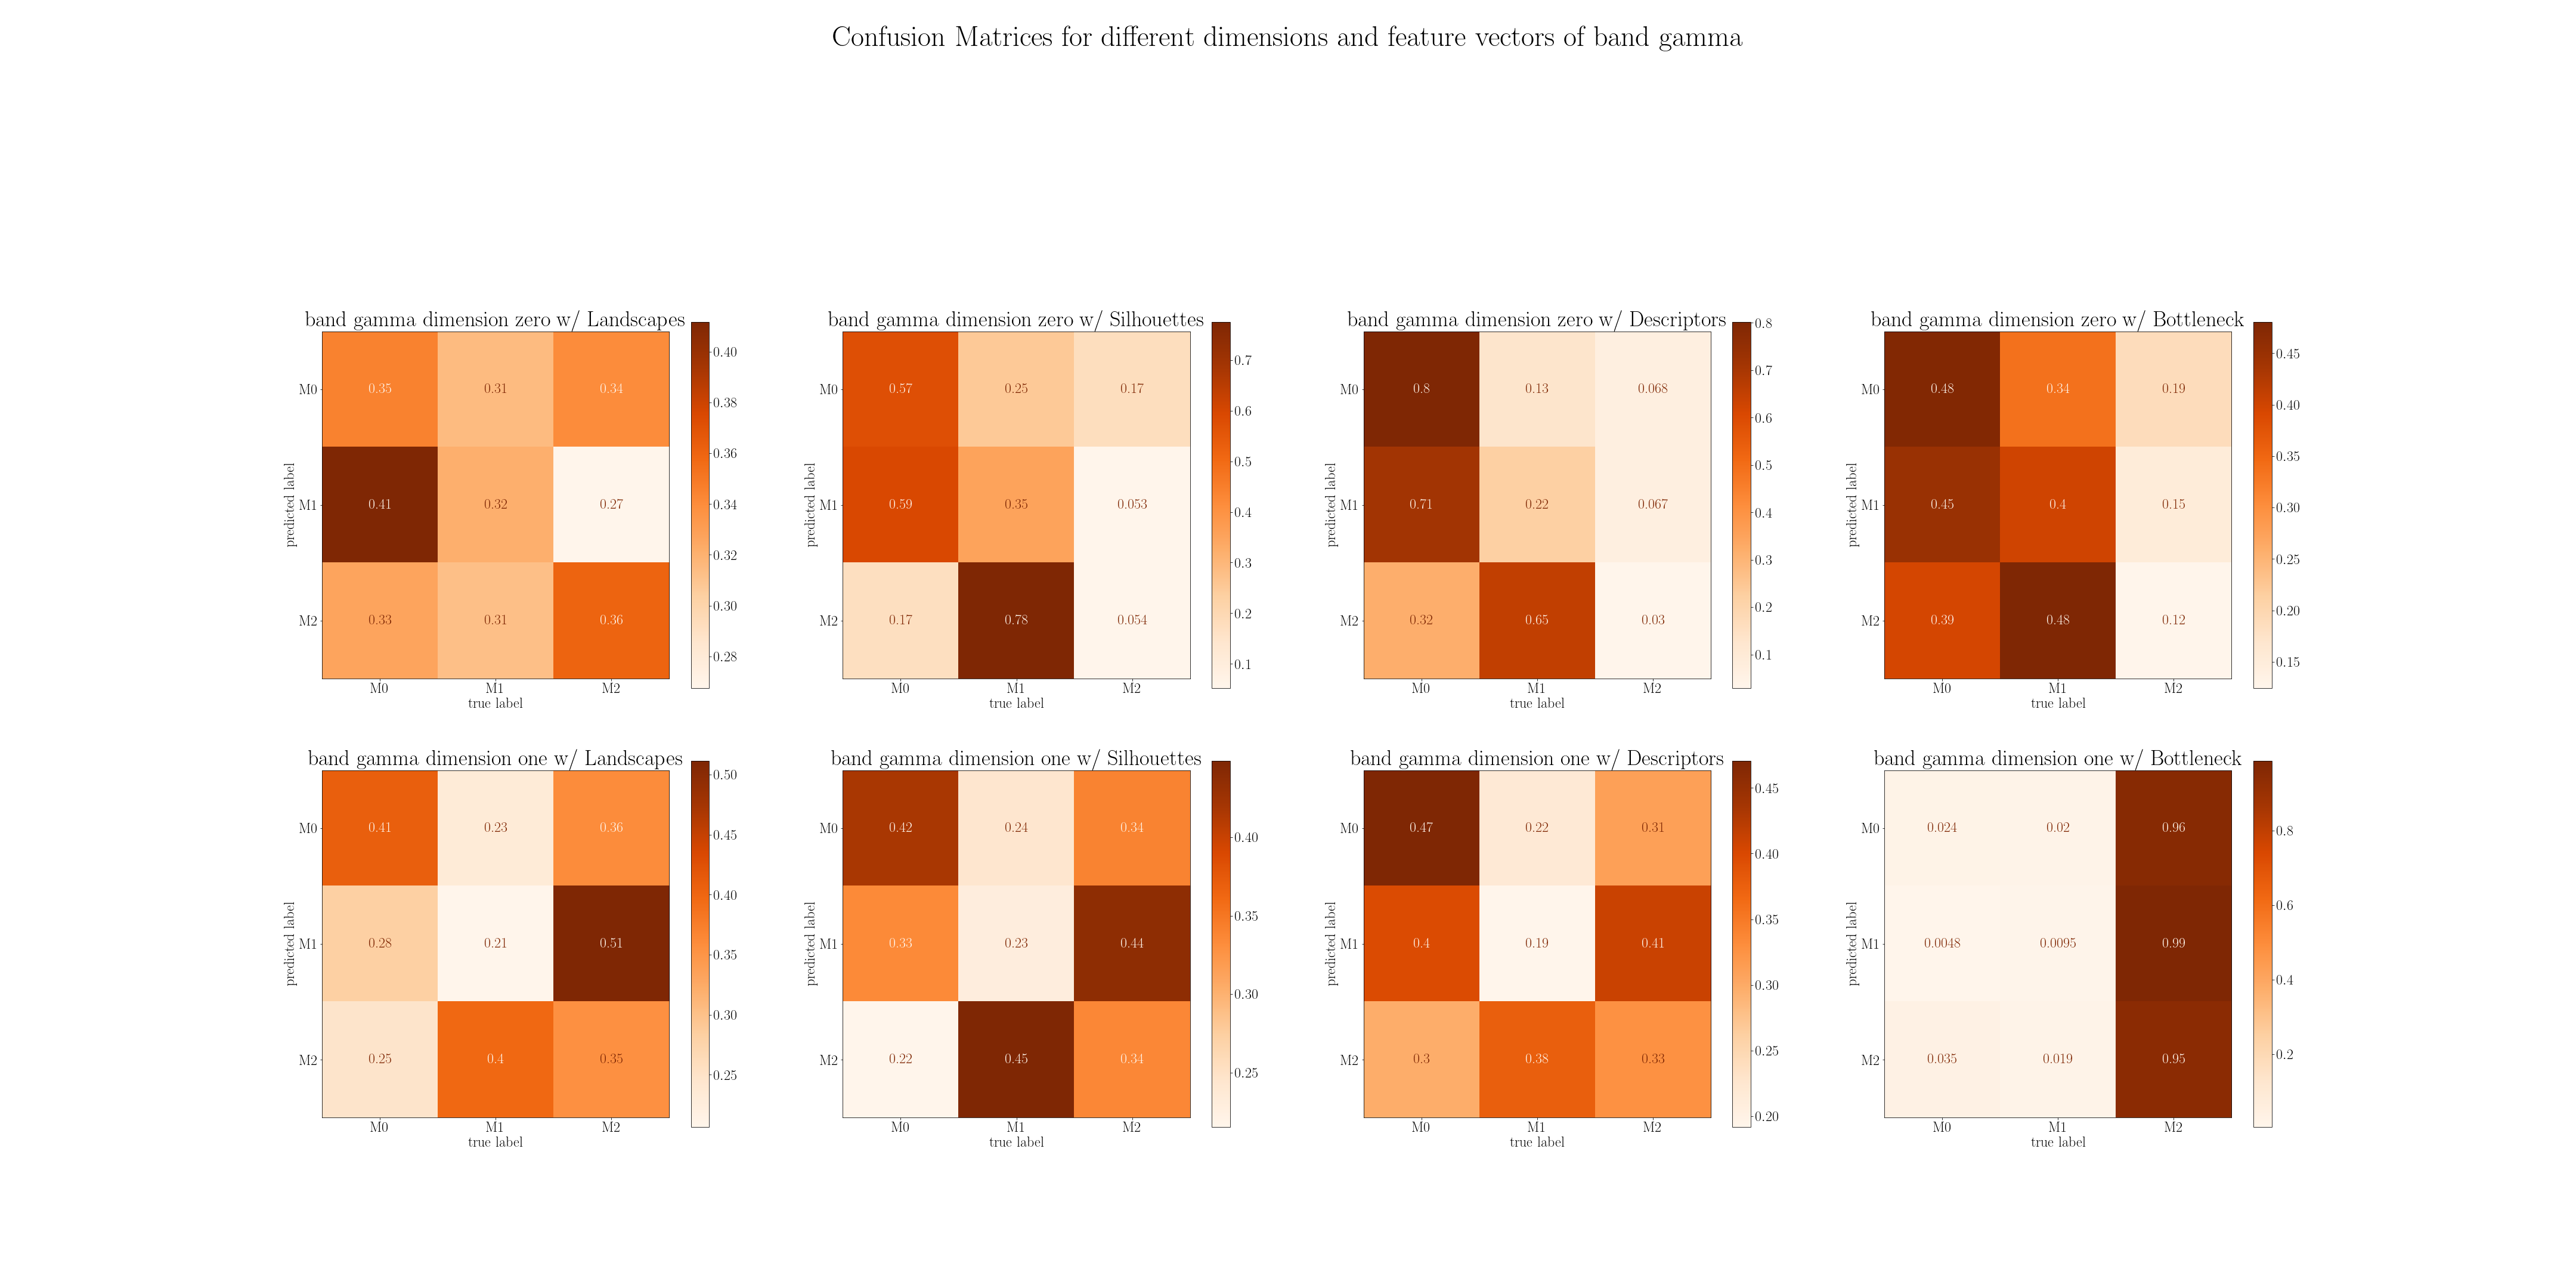 Confusion Matrices for different dimensions and feature vectors of band gamma
band gamma dimension zero w/ Landscapes
predicted label
M0 0.35 0.31 0.34
M1 0.41 0.32 0.27
M2 0.33 0.31 0.36
M0 M1 M2
true label
0.40
0.38
0.36
0.34
0.32
0.30
0.28
band gamma dimension zero w/ Silhouettes
predicted label
M0 0.57 0.25 0.17
M1 0.59 0.35 0.053
M2 0.17 0.78 0.054
M0 M1 M2
true label
0.7
0.6
0.5
0.4
0.3
0.2
0.1
band gamma dimension zero w/ Descriptors
predicted label
M0 0.8 0.13 0.068
M1 0.71 0.22 0.067
M2 0.32 0.65 0.03
M0 M1 M2
true label
0.8
0.7
0.6
0.5
0.4
0.3
0.2
0.1
band gamma dimension zero w/ Bottleneck
predicted label
M0 0.48 0.34 0.19
M1 0.45 0.4 0.15
M2 0.39 0.48 0.12
M0 M1 M2
true label
0.45
0.40
0.35
0.30
0.25
0.20
0.15
band gamma dimension one w/ Landscapes
predicted label
M0 0.41 0.23 0.36
M1 0.28 0.21 0.51
M2 0.25 0.4 0.35
M0 M1 M2
true label
0.50
0.45
0.40
0.35
0.30
0.25
band gamma dimension one w/ Silhouettes
predicted label
M0 0.42 0.24 0.34
M1 0.33 0.23 0.44
M2 0.22 0.45 0.34
M0 M1 M2
true label
0.40
0.35
0.30
0.25
band gamma dimension one w/ Descriptors
predicted label
M0 0.47 0.22 0.31
M1 0.4 0.19 0.41
M2 0.3 0.38 0.33
M0 M1 M2
true label
0.45
0.40
0.35
0.30
0.25
0.20
band gamma dimension one w/ Bottleneck
predicted label
M0 0.024 0.02 0.96
M1 0.0048 0.0095 0.99
M2 0.035 0.019 0.95
M0 M1 M2
true label
0.8
0.6
0.4
0.2